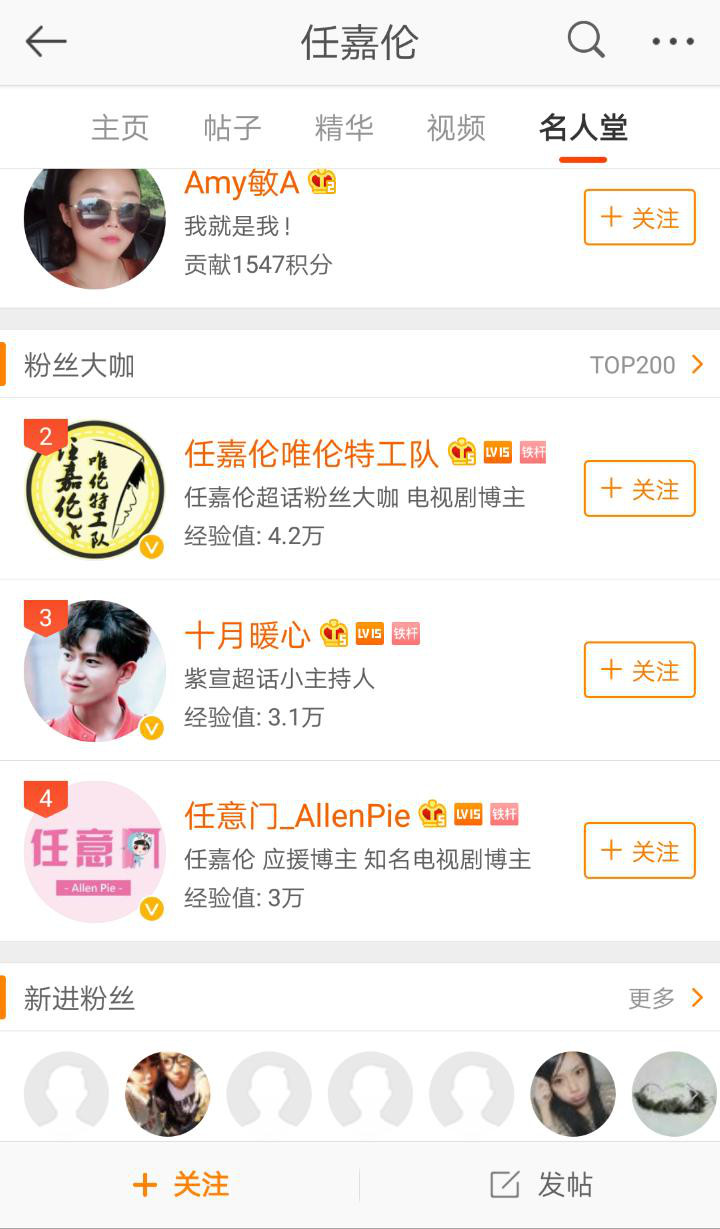 任嘉伦
主页 帖子 精华 视频 名人堂
Amy敏A
我就是我！
贡献1547积分
+ 关注
粉丝大咖 TOP200
2
任嘉伦
唯伦特工队
任嘉伦唯伦特工队 LV15 铁杆
任嘉伦超话粉丝大咖 电视剧博主
经验值: 4.2万
+ 关注
3
十月暖心 LV15 铁杆
紫宣超话小主持人
经验值: 3.1万
+ 关注
4
任意门
- Allen Pie -
任意门_AllenPie LV15 铁杆
任嘉伦 应援博主 知名电视剧博主
经验值: 3万
+ 关注
新进粉丝 更多
+ 关注 发帖